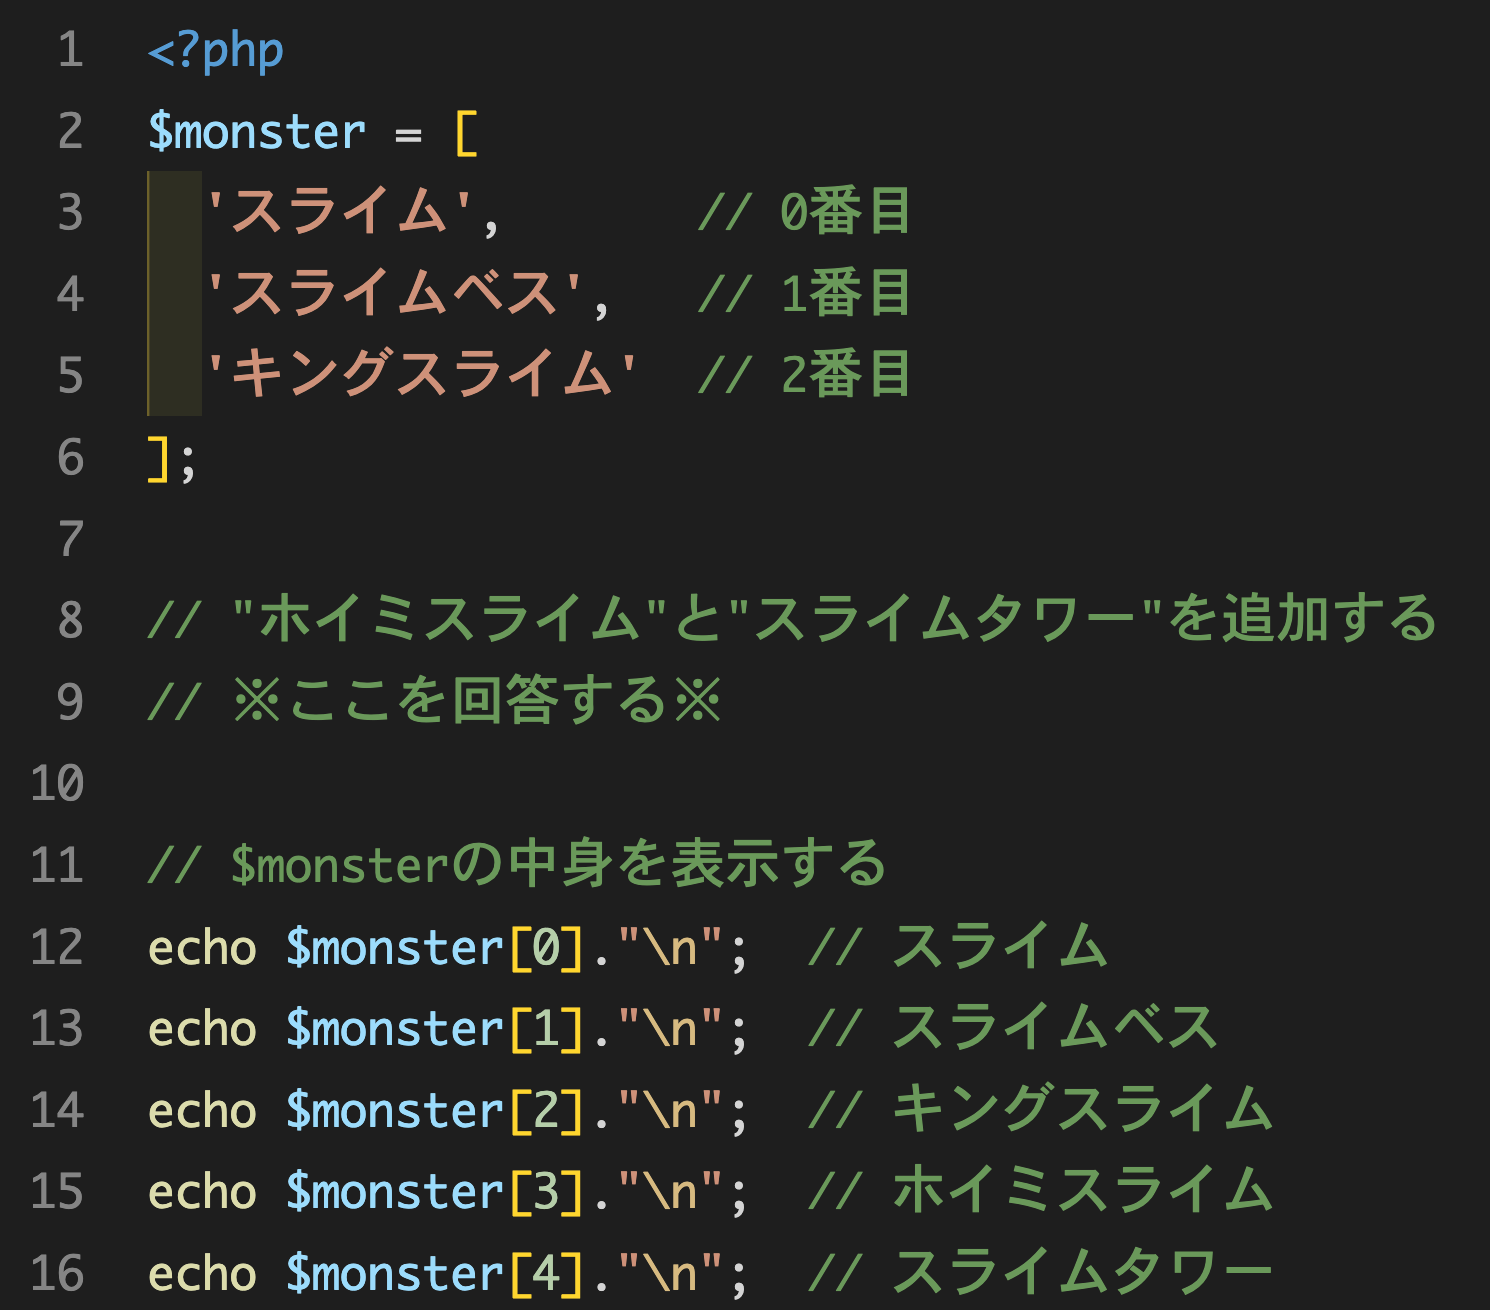 1 <?php
2 $monster = [
3   'スライム',       // 0番目
4   'スライムベス',   // 1番目
5   'キングスライム'  // 2番目
6 ];
7
8 // "ホイミスライム"と"スライムタワー"を追加する
9 // ※ここを回答する※
10
11 // $monsterの中身を表示する
12 echo $monster[0]."\n";  // スライム
13 echo $monster[1]."\n";  // スライムベス
14 echo $monster[2]."\n";  // キングスライム
15 echo $monster[3]."\n";  // ホイミスライム
16 echo $monster[4]."\n";  // スライムタワー